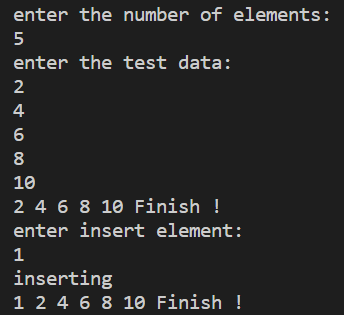 enter the number of elements:
5
enter the test data:
2
4
6
8
10
2 4 6 8 10 Finish !
enter insert element:
1
inserting
1 2 4 6 8 10 Finish !